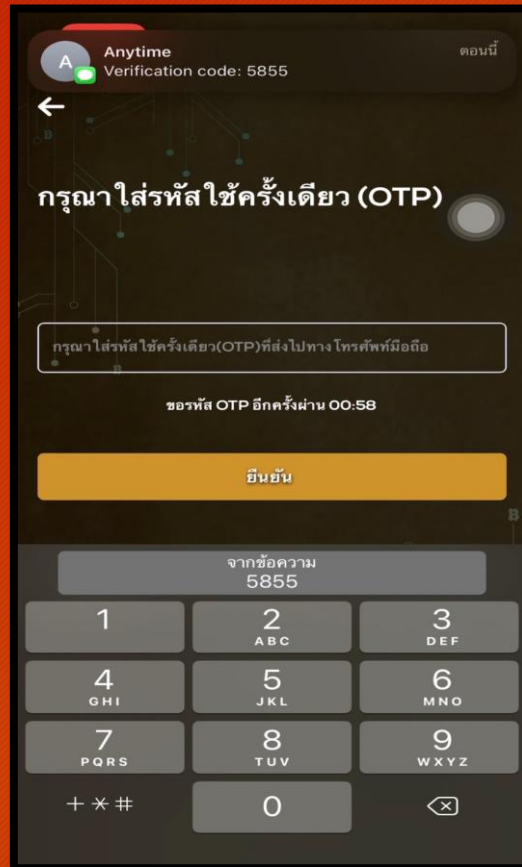 Anytime
ตอนนี้
A
Verification code: 5855
กรุณาใส่รหัสใช้ครั้งเดียว (OTP)
กรุณาใส่รหัสใช้ครั้งเดียว(OTP)ที่ส่งไปทางโทรศัพท์มือถือ
ขอรหัส OTP อีกครั้งผ่าน 00:58
ยืนยัน
จากข้อความ
5855
1
2
ABC
3
DEF
4
GHI
5
JKL
6
MNO
7
PQRS
8
TUV
9
WXYZ
+*#
0